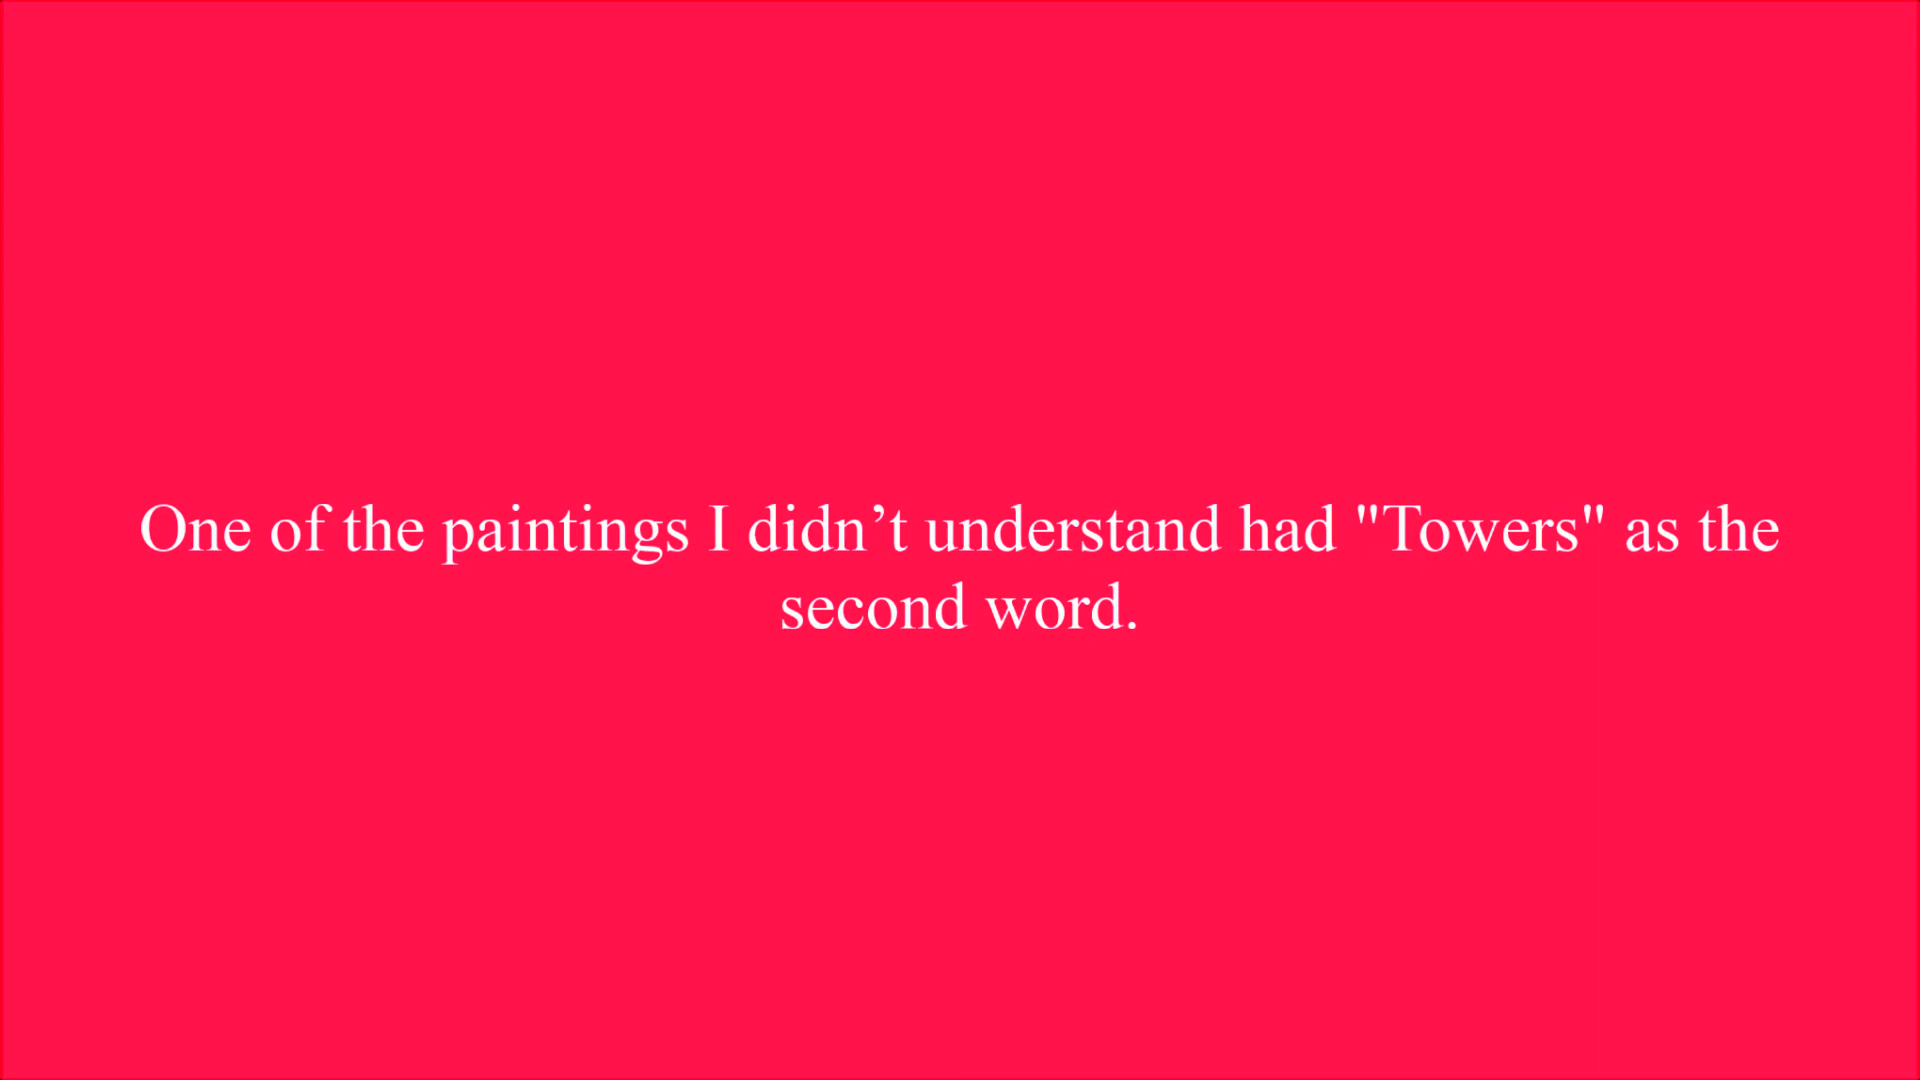 One of the paintings I didn’t understand had "Towers" as the
second word.